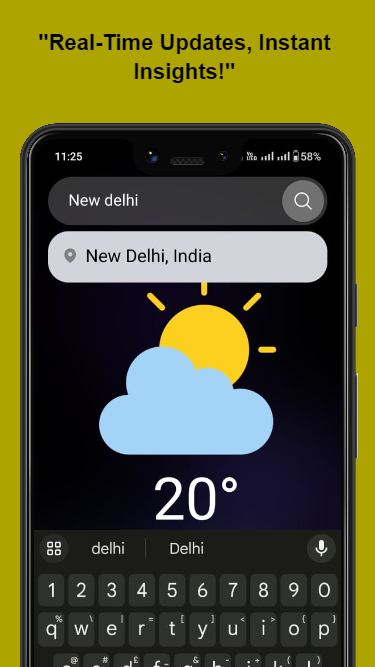 "Real-Time Updates, Instant
Insights!"
11:25
58%
New delhi
New Delhi, India
20°
delhi Delhi
1 2 3 4 5 6 7 8 9 0
q% w\ e| r= t[ y] u< i> o{ p}